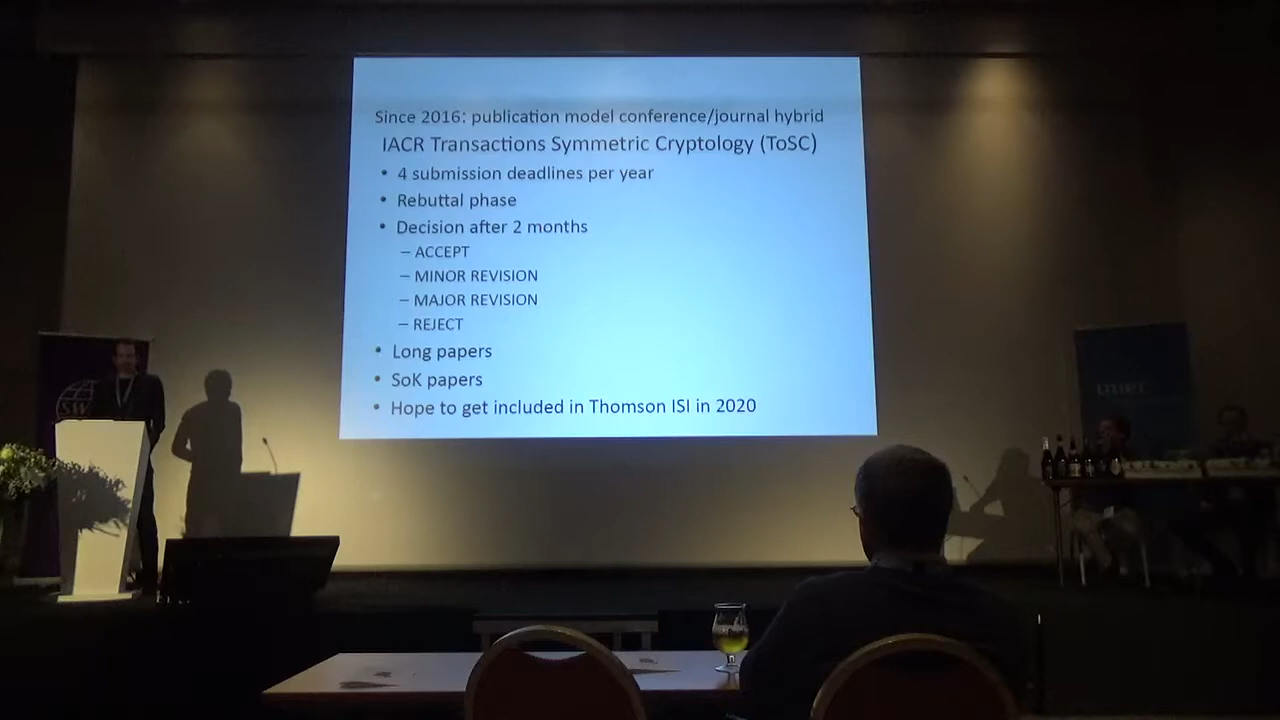 Since 2016: publication model conference/journal hybrid
IACR Transactions Symmetric Cryptology (ToSC)
• 4 submission deadlines per year
• Rebuttal phase
• Decision after 2 months
– ACCEPT
– MINOR REVISION
– MAJOR REVISION
– REJECT
• Long papers
• SoK papers
• Hope to get included in Thomson ISI in 2020
SW